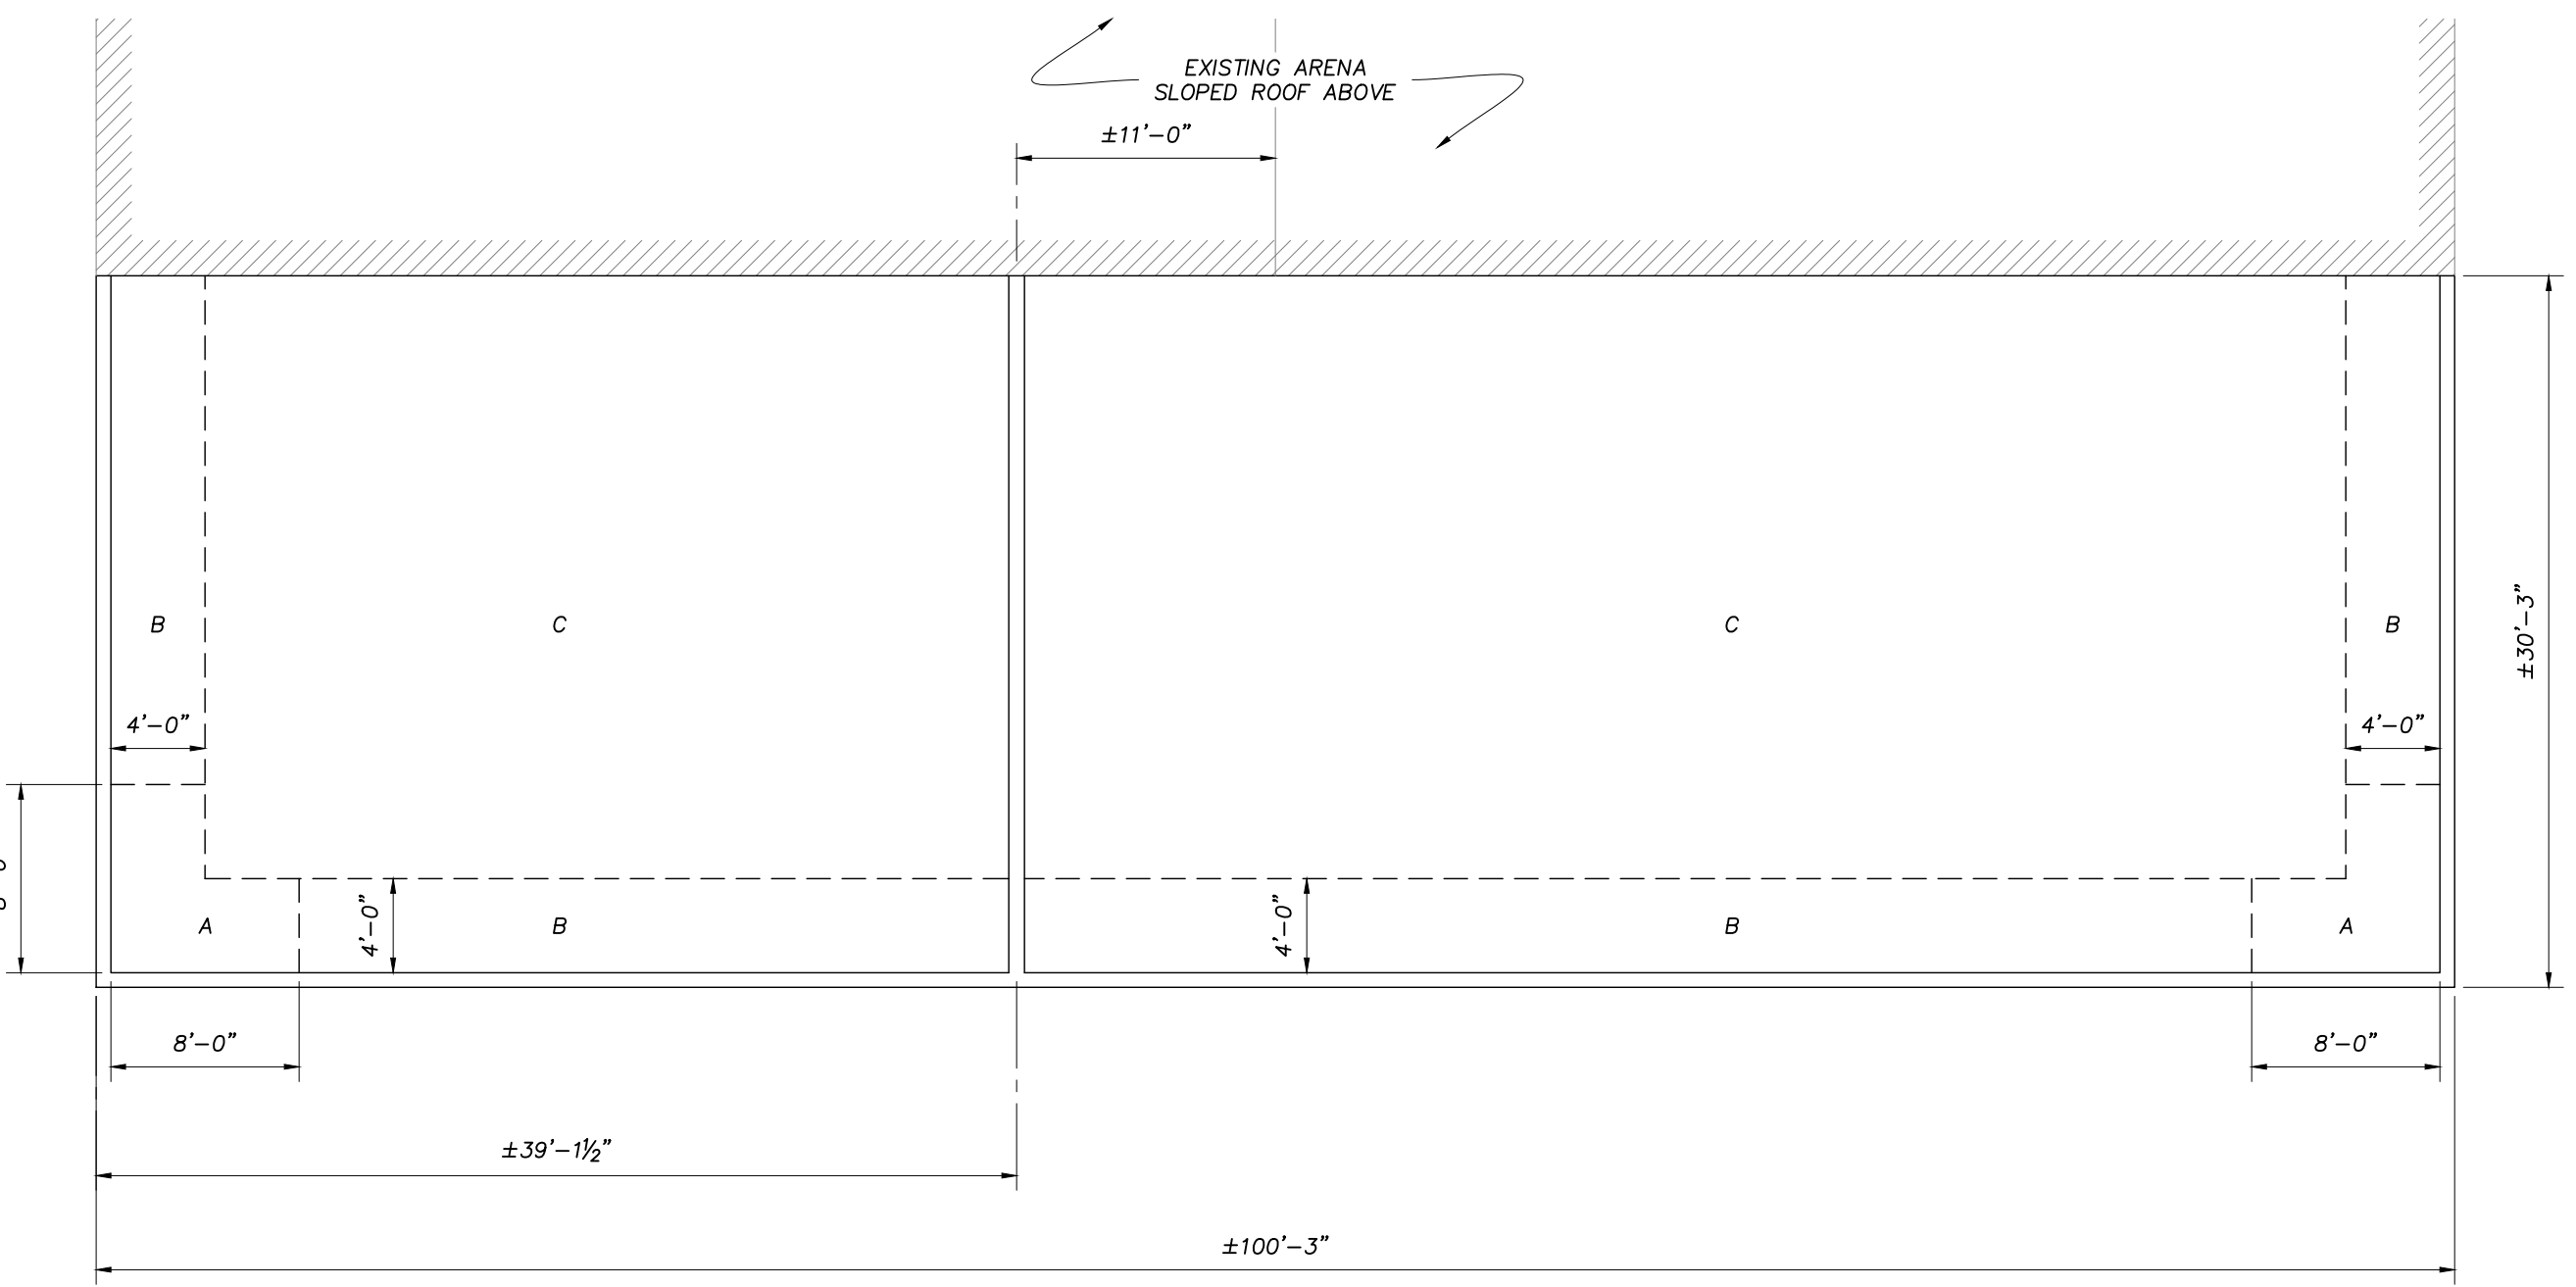 EXISTING ARENA
SLOPED ROOF ABOVE
±11'-0"
B
C
C
B
±30'-3"
4'-0"
4'-0"
A
4'-0"
B
4'-0"
B
A
8'-0"
8'-0"
±39'-1½"
±100'-3"